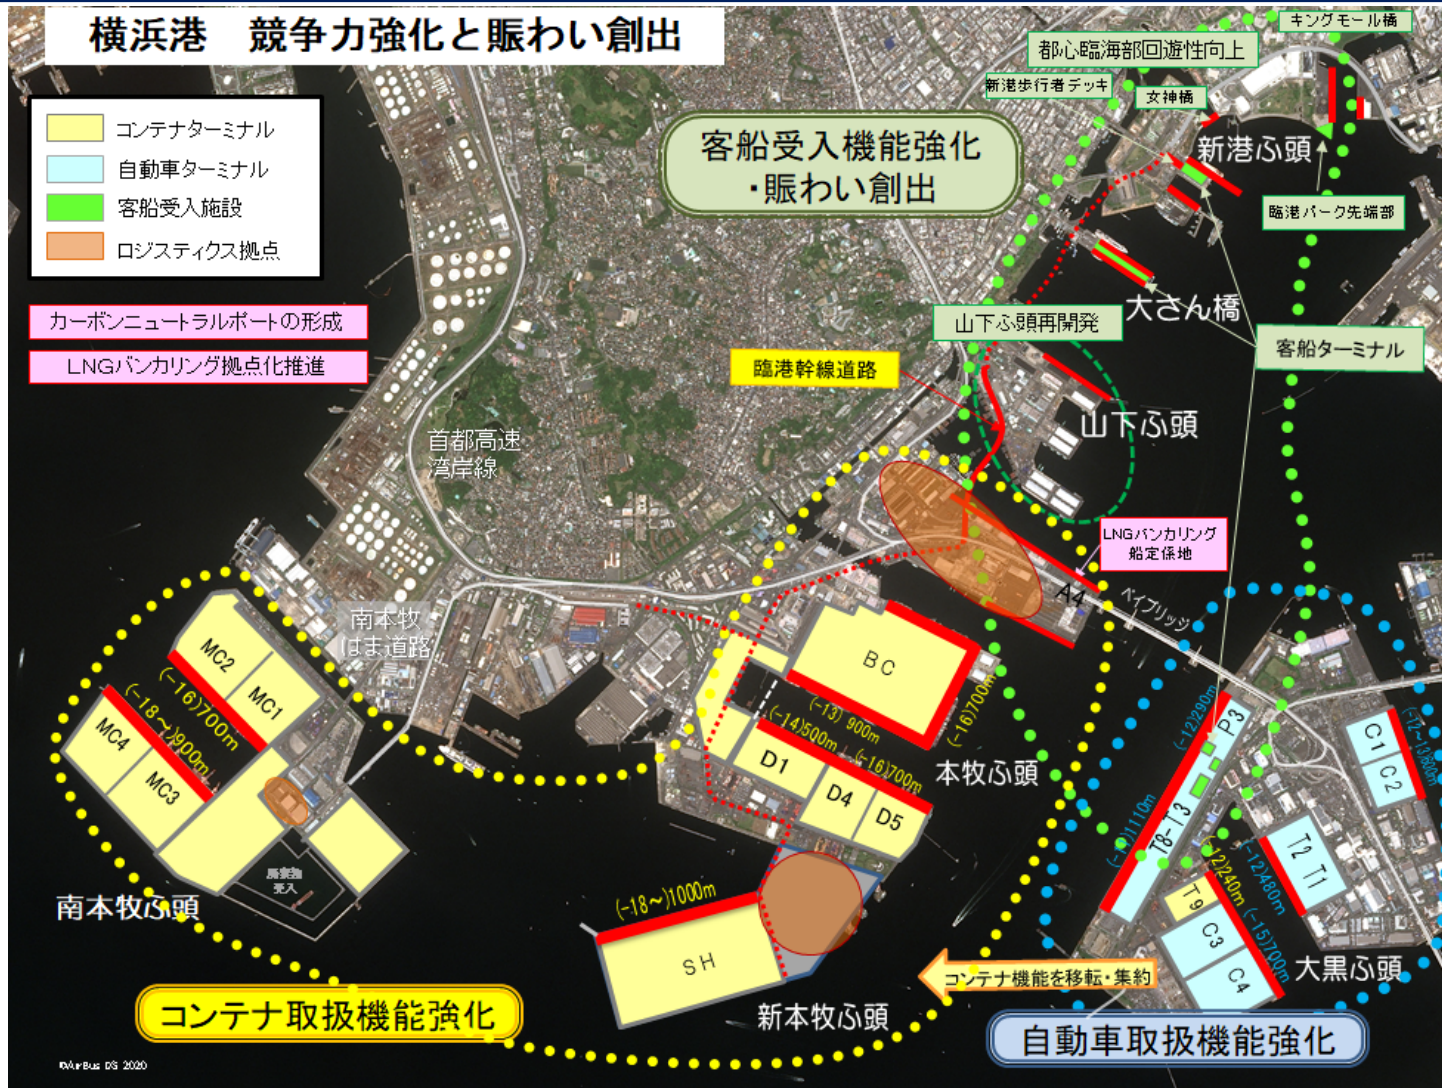 横浜港　競争力強化と賑わい創出
コンテナターミナル
自動車ターミナル
客船受入施設
ロジスティクス拠点
カーボンニュートラルポートの形成
LNGバンカリング拠点化推進
キングモール橋
都心臨海部回遊性向上
新港歩行者デッキ
女神橋
客船受入機能強化
・賑わい創出
新港ふ頭
臨港パーク先端部
大さん橋
山下ふ頭再開発
客船ターミナル
臨港幹線道路
山下ふ頭
首都高速
湾岸線
LNGバンカリング
船定係地
A4
ベイブリッジ
南本牧
はま道路
MC2
MC1
(-16)700m
(-18~)900m
MC4
MC3
南本牧ふ頭
BC
(-13) 900m
(-16)700m
(-14)500m
(-16)700m
D1
D4
D5
本牧ふ頭
(-18~)1000m
SH
新本牧ふ頭
(-12)290m
P3
(-11)1110m
T8-T3
C1
C2
(-12~13)600m
T2
T1
(-12)240m
(-12)480m
T9
(-15)700m
C3
C4
大黒ふ頭
コンテナ機能を移転・集約
コンテナ取扱機能強化
自動車取扱機能強化
©AirBus DS 2020